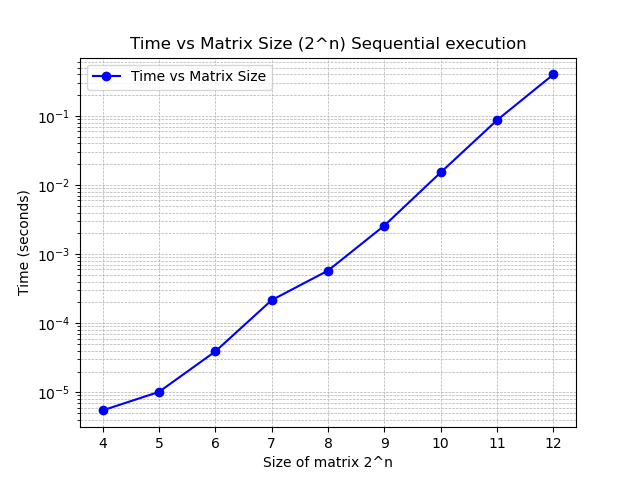 Time vs Matrix Size (2^n) Sequential execution
Time vs Matrix Size
10⁻¹
10⁻²
10⁻³
10⁻⁴
10⁻⁵
Time (seconds)
4 5 6 7 8 9 10 11 12
Size of matrix 2^n